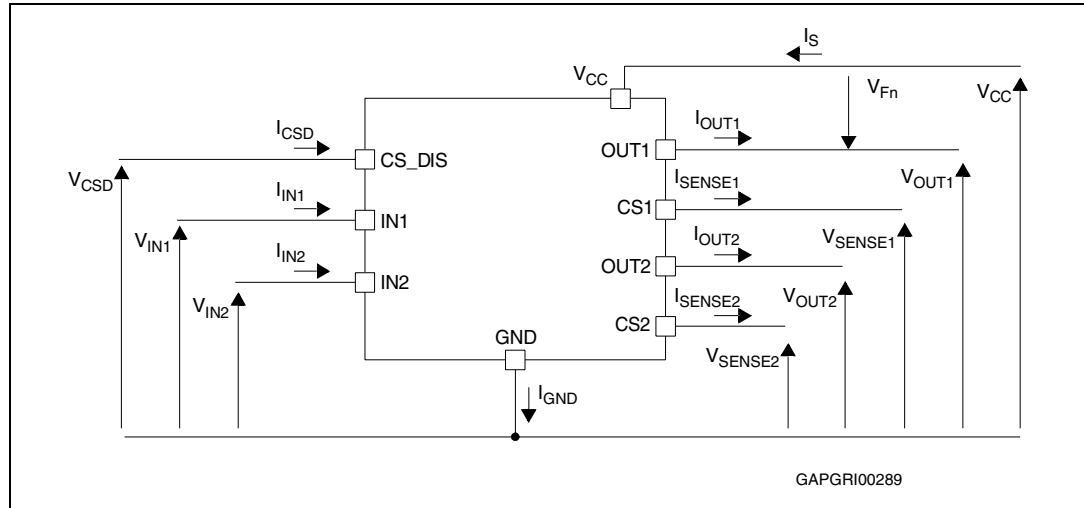 I_S
V_CC
V_Fn
V_CC
I_CSD
I_OUT1
CS_DIS
OUT1
V_CSD
I_IN1
I_SENSE1
V_OUT1
IN1
CS1
V_IN1
I_IN2
I_OUT2
V_SENSE1
IN2
OUT2
V_IN2
I_SENSE2
V_OUT2
GND
CS2
V_SENSE2
I_GND
GAPGRI00289